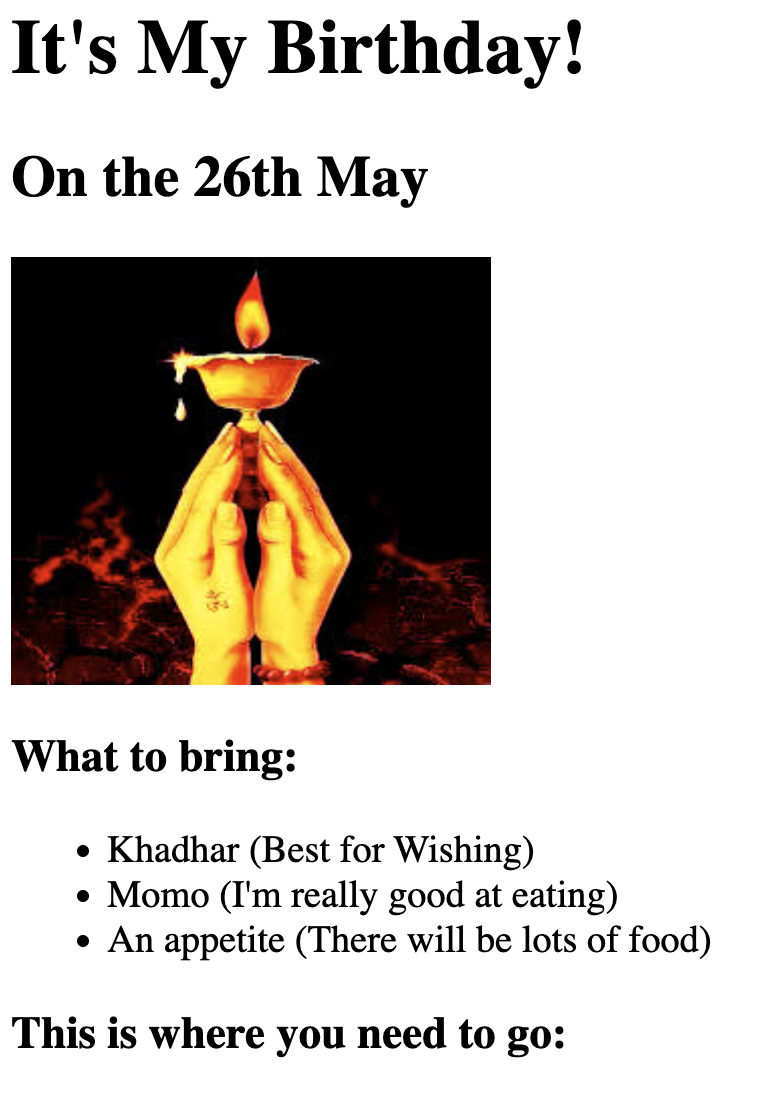 It's My Birthday!
On the 26th May
What to bring:
• Khadhar (Best for Wishing)
• Momo (I'm really good at eating)
• An appetite (There will be lots of food)
This is where you need to go: